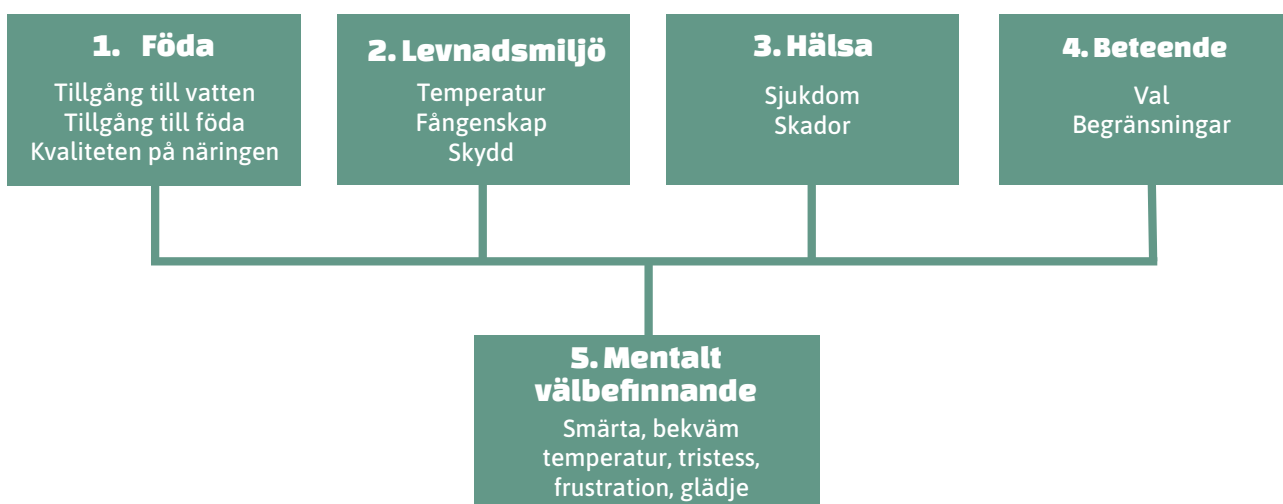 1. Föda
Tillgång till vatten
Tillgång till föda
Kvaliteten på näringen
2. Levnadsmiljö
Temperatur
Fångenskap
Skydd
3. Hälsa
Sjukdom
Skador
4. Beteende
Val
Begränsningar
5. Mentalt
välbefinnande
Smärta, bekväm
temperatur, tristess,
frustration, glädje